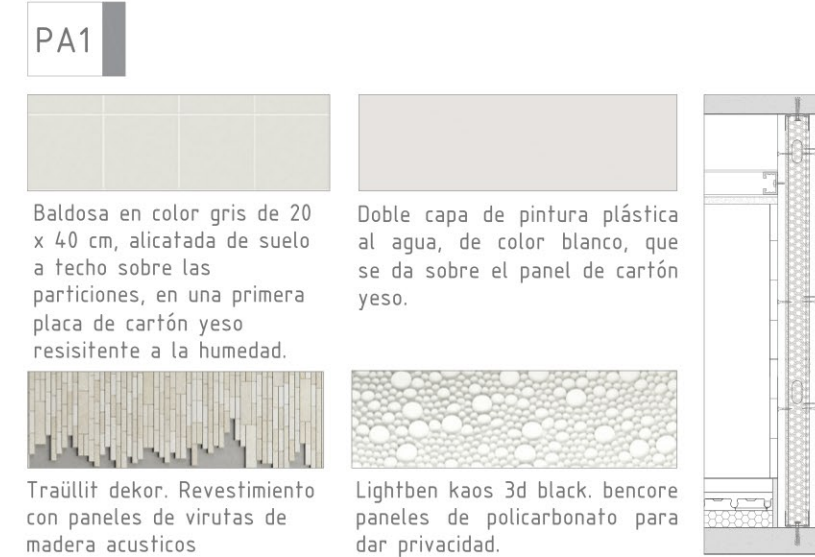 PA1
Baldosa en color gris de 20
x 40 cm, alicatada de suelo
a techo sobre las
particiones, en una primera
placa de cartón yeso
resisitente a la humedad.
Doble capa de pintura plástica
al agua, de color blanco, que
se da sobre el panel de cartón
yeso.
Traüllit dekor. Revestimiento
con paneles de virutas de
madera acusticos
Lightben kaos 3d black. bencore
paneles de policarbonato para
dar privacidad.